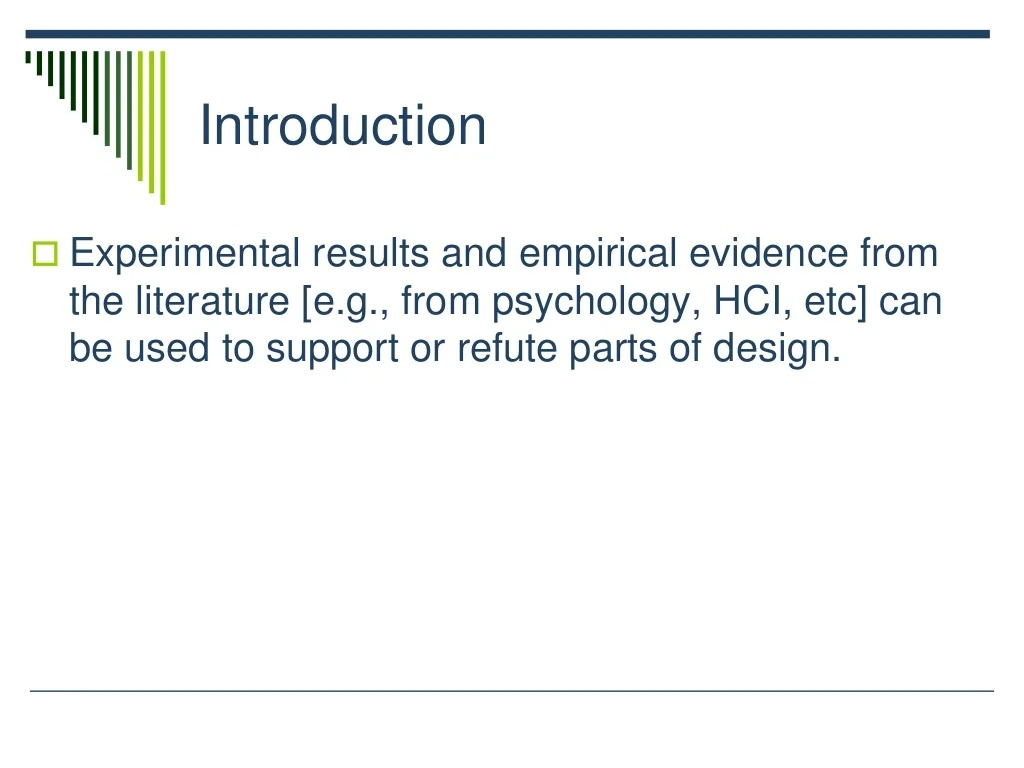 Introduction
Experimental results and empirical evidence from
the literature [e.g., from psychology, HCI, etc] can
be used to support or refute parts of design.